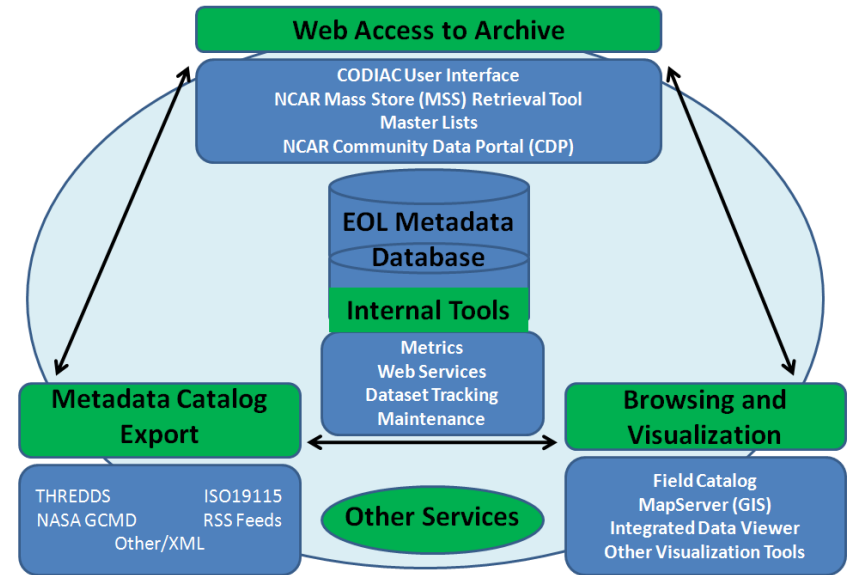 Web Access to Archive
CODIAC User Interface
NCAR Mass Store (MSS) Retrieval Tool
Master Lists
NCAR Community Data Portal (CDP)
EOL Metadata
Database
Internal Tools
Metrics
Web Services
Dataset Tracking
Maintenance
Metadata Catalog
Export
THREDDS ISO19115
NASA GCMD RSS Feeds
Other/XML
Other Services
Browsing and
Visualization
Field Catalog
MapServer (GIS)
Integrated Data Viewer
Other Visualization Tools